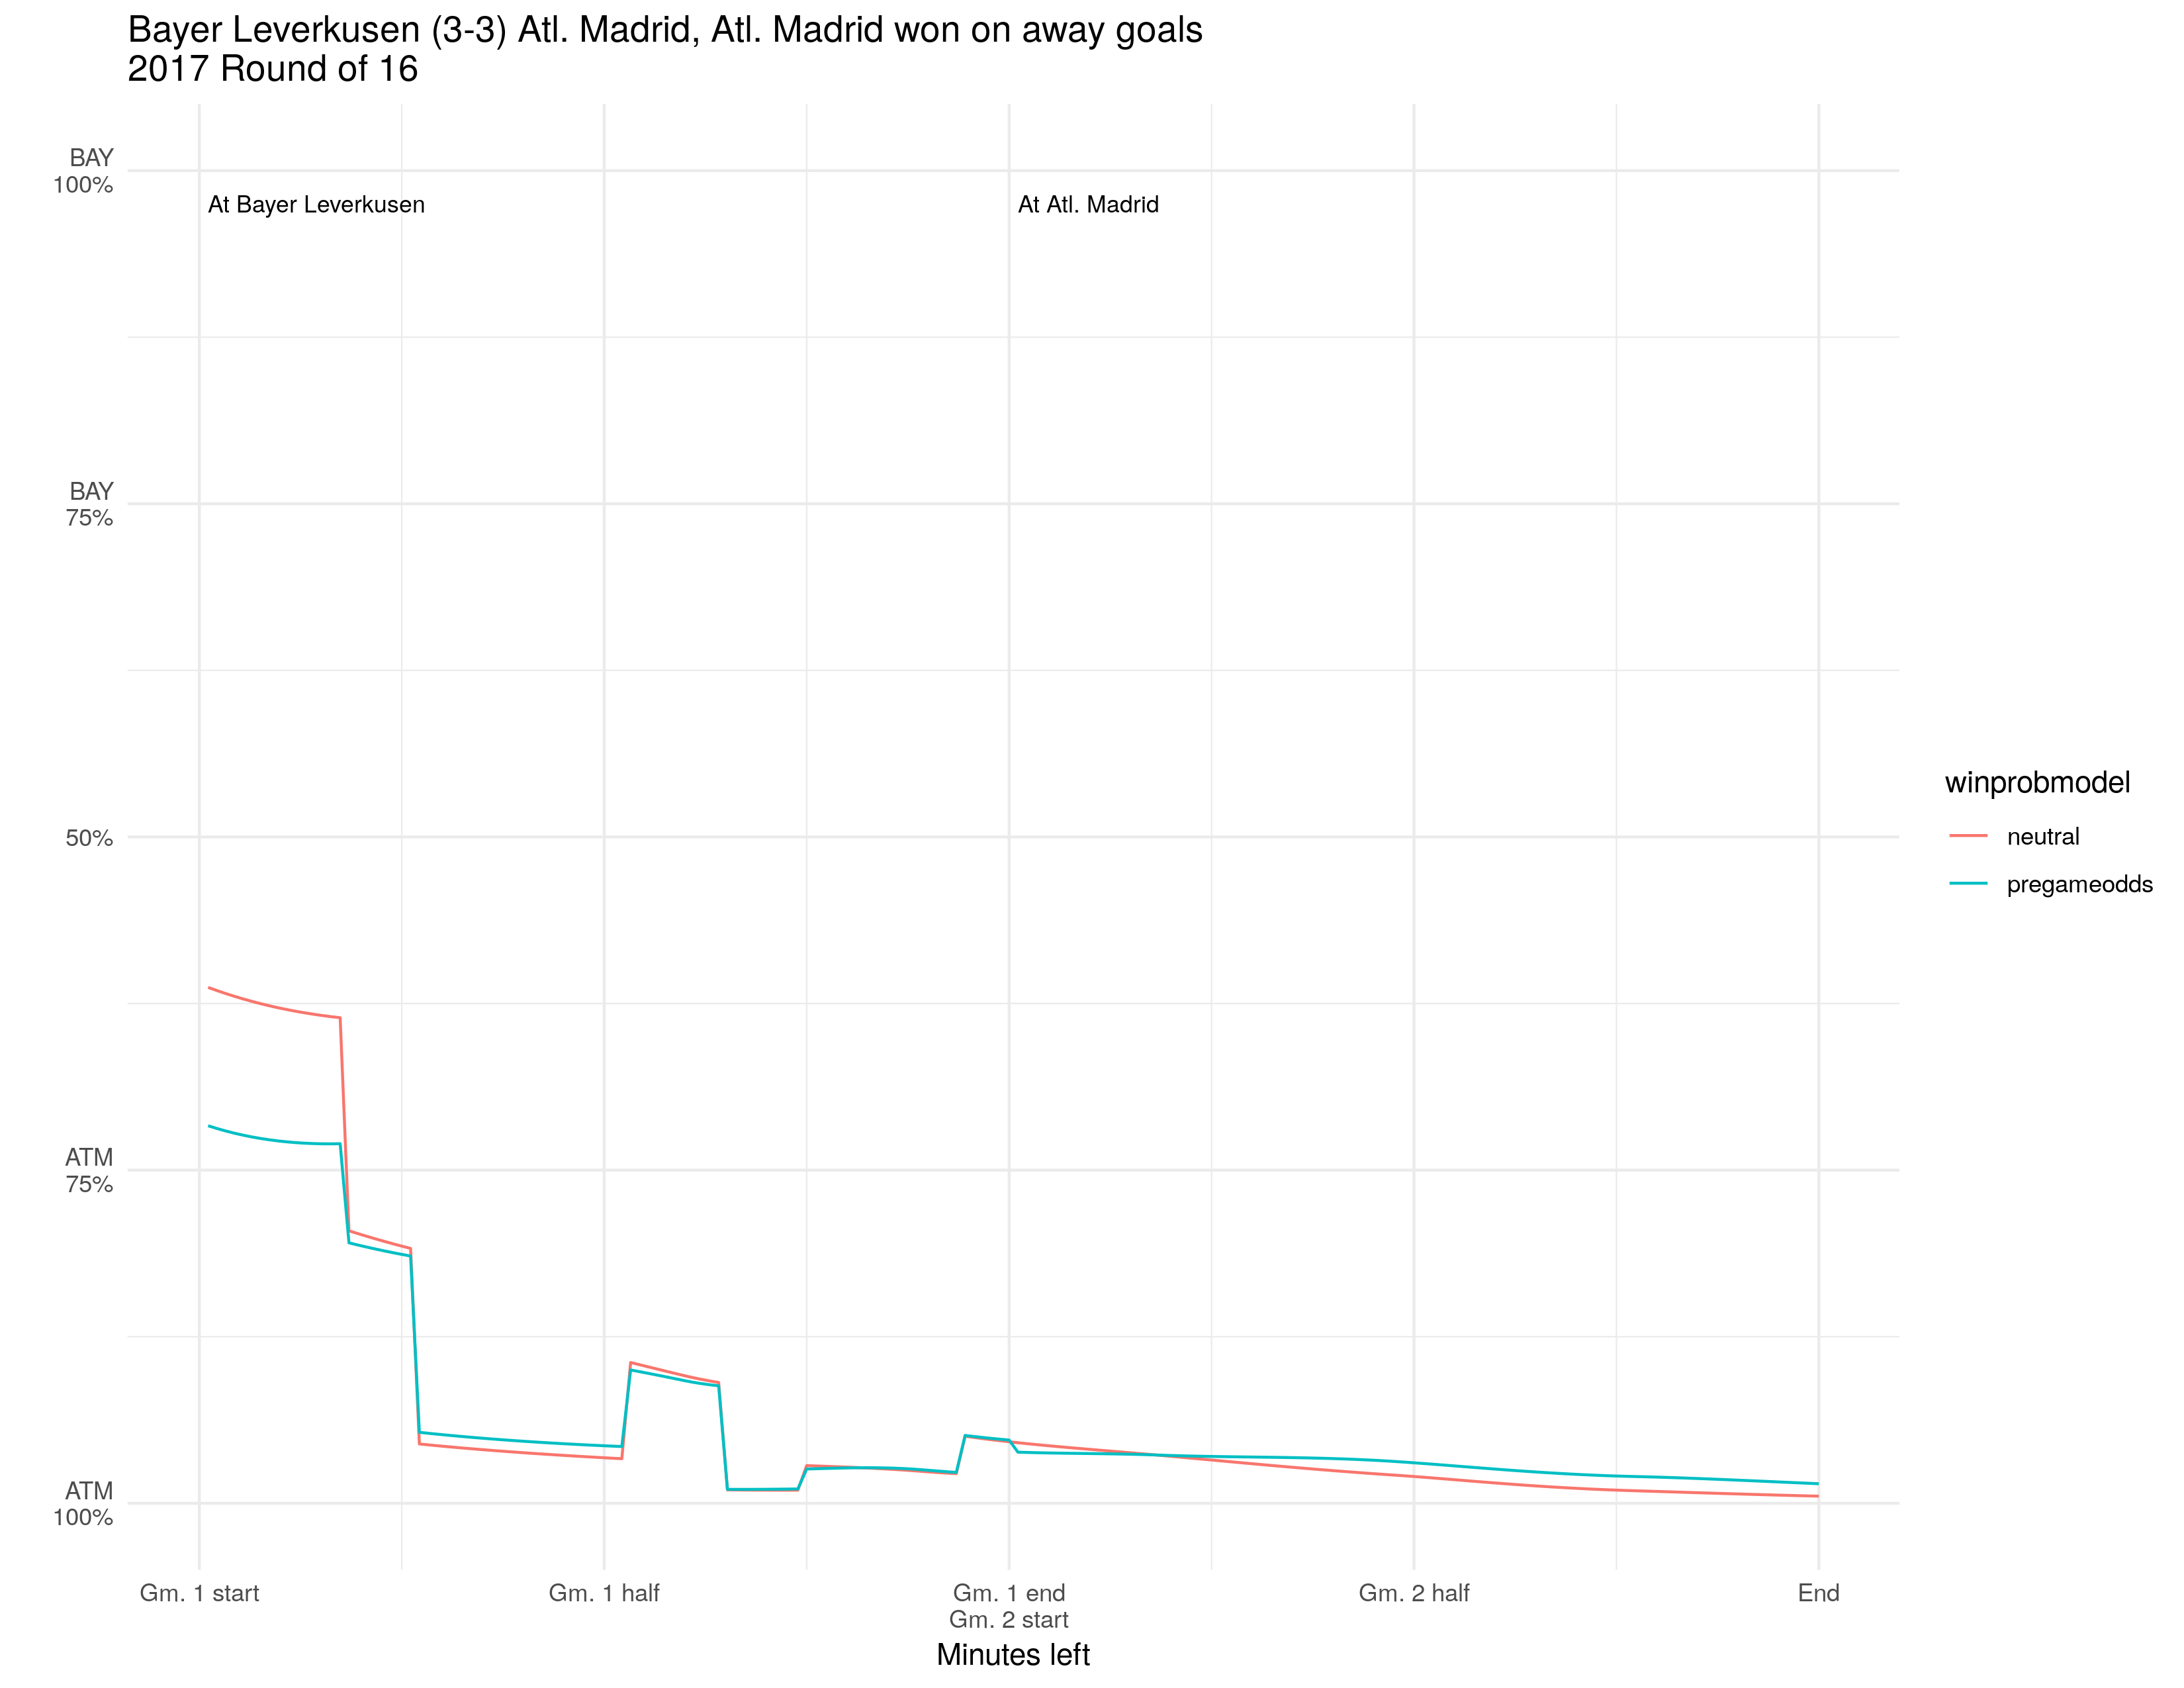 Bayer Leverkusen (3-3) Atl. Madrid, Atl. Madrid won on away goals
2017 Round of 16
BAY
100%
At Bayer Leverkusen
At Atl. Madrid
BAY
75%
50%
ATM
75%
ATM
100%
winprobmodel
neutral
pregameodds
Gm. 1 start
Gm. 1 half
Gm. 1 end
Gm. 2 start
Gm. 2 half
End
Minutes left